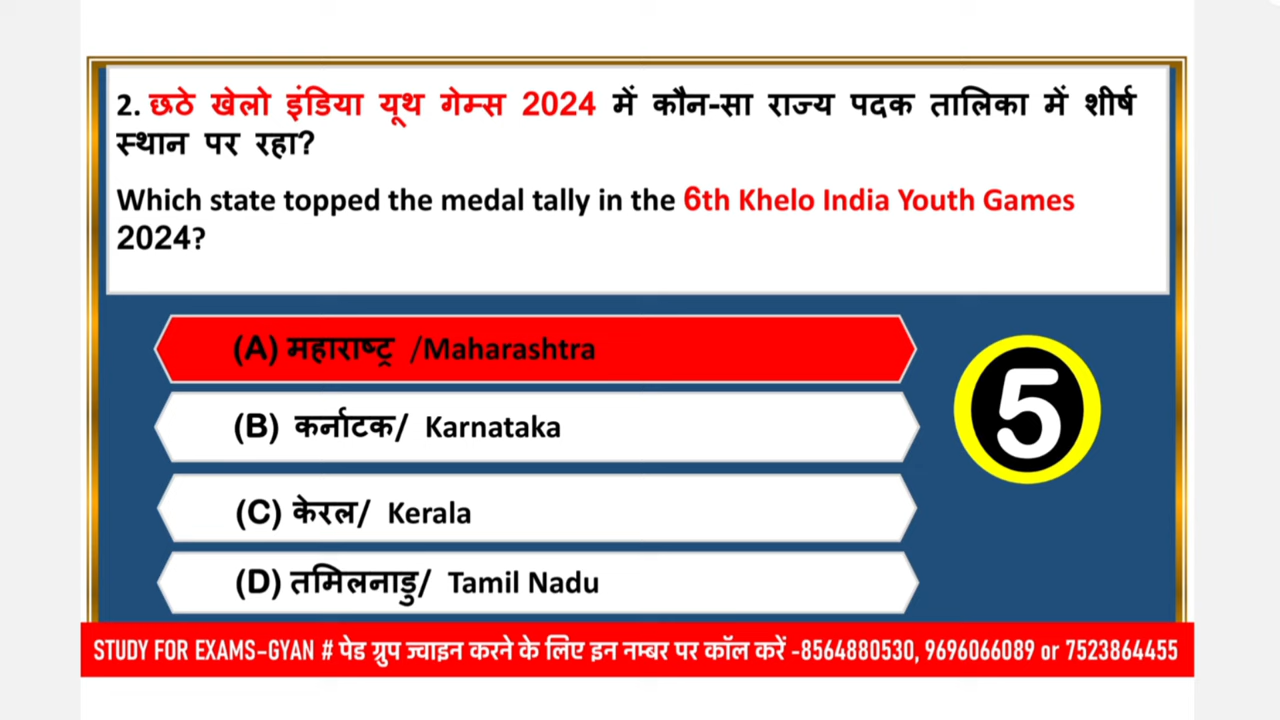 2. छठे खेलो इंडिया यूथ गेम्स 2024 में कौन-सा राज्य पदक तालिका में शीर्ष
स्थान पर रहा?
Which state topped the medal tally in the 6th Khelo India Youth Games
2024?
(A) महाराष्ट्र /Maharashtra
(B) कर्नाटक/ Karnataka
5
(C) केरल/ Kerala
(D) तमिलनाडु/ Tamil Nadu
STUDY FOR EXAMS-GYAN # पेड ग्रुप ज्वाइन करने के लिए इन नम्बर पर कॉल करें -8564880530, 9696066089 or 7523864455